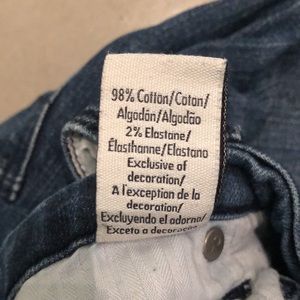 98% Cotton/Coton/
Algodón/Algodão
2% Elastane/
Élasthanne/Elastano
Exclusive of
decoration/
A l'exception de la
decoration/
Excluyendo el adorno/
Exceto a decoração